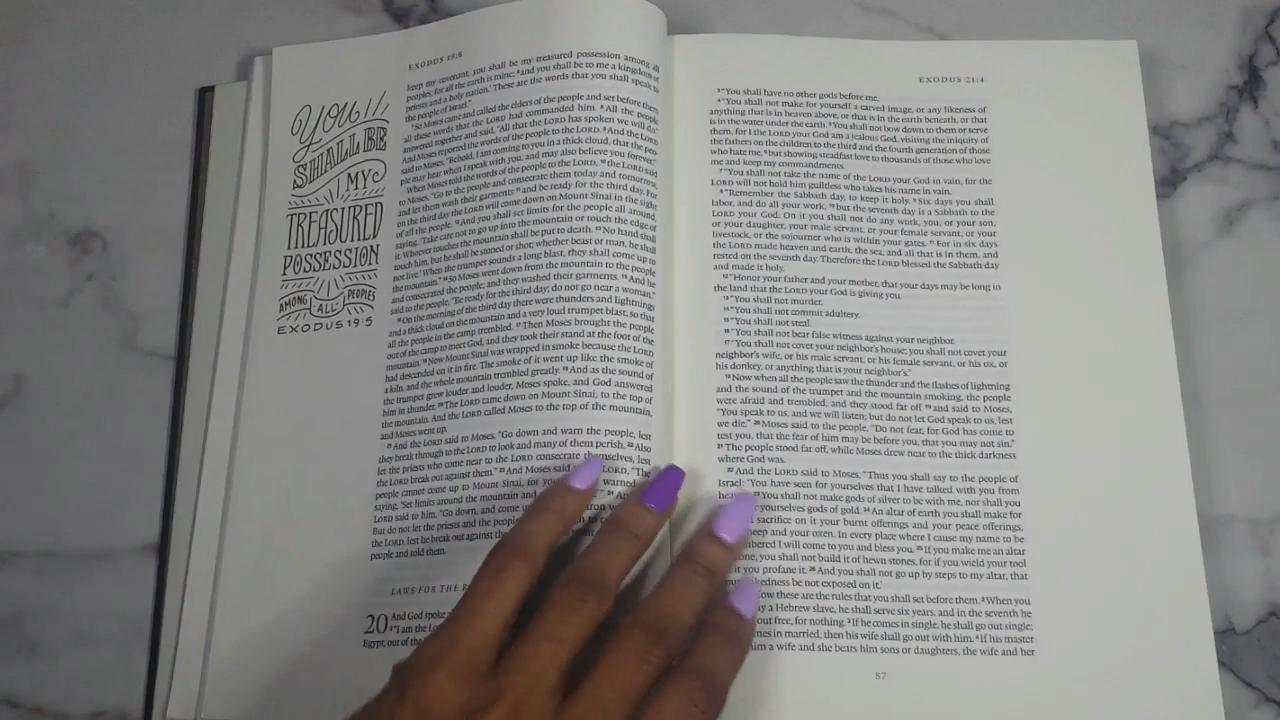 EXODUS 19:6
YOU
SHALL BE
MY
TREASURED
POSSESSION
AMONG ALL PEOPLES
EXODUS 19:5
keep my covenant, you shall be my treasured possession among all
peoples, for all the earth is mine; ⁶and you shall be to me a kingdom of
priests and a holy nation.’ These are the words that you shall speak to
the people of Israel.”
⁷So Moses came and called the elders of the people and set before them
all these words that the LORD had commanded him. ⁸All the people
answered together and said, “All that the LORD has spoken we will do.”
And Moses reported the words of the people to the LORD. ⁹And the LORD
said to Moses, “Behold, I am coming to you in a thick cloud, that the peo-
ple may hear when I speak with you, and may also believe you forever.”
When Moses told the words of the people to the LORD, ¹⁰the LORD said
to Moses, “Go to the people and consecrate them today and tomorrow,
and let them wash their garments ¹¹and be ready for the third day. For
on the third day the LORD will come down on Mount Sinai in the sight
of all the people. ¹²And you shall set limits for the people all around,
saying, ‘Take care not to go up into the mountain or touch the edge of
it. Whoever touches the mountain shall be put to death. ¹³No hand shall
touch him, but he shall be stoned or shot; whether beast or man, he shall
not live.’ When the trumpet sounds a long blast, they shall come up to
the mountain.” ¹⁴So Moses went down from the mountain to the people
and consecrated the people; and they washed their garments. ¹⁵And he
said to the people, “Be ready for the third day; do not go near a woman.”
¹⁶On the morning of the third day there were thunders and lightnings
and a thick cloud on the mountain and a very loud trumpet blast, so that
all the people in the camp trembled. ¹⁷Then Moses brought the people
out of the camp to meet God, and they took their stand at the foot of the
mountain. ¹⁸Now Mount Sinai was wrapped in smoke because the LORD
had descended on it in fire. The smoke of it went up like the smoke of
a kiln, and the whole mountain trembled greatly. ¹⁹And as the sound of
the trumpet grew louder and louder, Moses spoke, and God answered
him in thunder. ²⁰The LORD came down on Mount Sinai, to the top of
the mountain. And the LORD called Moses to the top of the mountain,
and Moses went up.
²¹And the LORD said to Moses, “Go down and warn the people, lest
they break through to the LORD to look and many of them perish. ²²Also
let the priests who come near to the LORD consecrate themselves, lest
the LORD break out against them.” ²³And Moses said LORD, “The
people cannot come up to Mount Sinai, for you warned
saying, ‘Set limits around the mountain and ’” ²⁴
LORD said to him, “Go down, and come
But do not let the priests and the people
the LORD, lest he break out against
people and told them.
LAWS FOR THE
20 And God spoke
²“I am the
Egypt, out of the
EXODUS 21:4
³“You shall have no other gods before me.
⁴“You shall not make for yourself a carved image, or any likeness of
anything that is in heaven above, or that is in the earth beneath, or that
is in the water under the earth. ⁵You shall not bow down to them or serve
them, for I the LORD your God am a jealous God, visiting the iniquity of
the fathers on the children to the third and the fourth generation of those
who hate me, ⁶but showing steadfast love to thousands of those who love
me and keep my commandments.
⁷“You shall not take the name of the LORD your God in vain, for the
LORD will not hold him guiltless who takes his name in vain.
⁸“Remember the Sabbath day, to keep it holy. ⁹Six days you shall
labor, and do all your work, ¹⁰but the seventh day is a Sabbath to the
LORD your God. On it you shall not do any work, you, or your son,
or your daughter, your male servant, or your female servant, or your
livestock, or the sojourner who is within your gates. ¹¹For in six days
the LORD made heaven and earth, the sea, and all that is in them, and
rested on the seventh day. Therefore the LORD blessed the Sabbath day
and made it holy.
¹²“Honor your father and your mother, that your days may be long in
the land that the LORD your God is giving you.
¹³“You shall not murder.
¹⁴“You shall not commit adultery.
¹⁵“You shall not steal.
¹⁶“You shall not bear false witness against your neighbor.
¹⁷“You shall not covet your neighbor’s house; you shall not covet your
neighbor’s wife, or his male servant, or his female servant, or his ox, or
his donkey, or anything that is your neighbor’s.”
¹⁸Now when all the people saw the thunder and the flashes of lightning
and the sound of the trumpet and the mountain smoking, the people
were afraid and trembled, and they stood far off ¹⁹and said to Moses,
“You speak to us, and we will listen; but do not let God speak to us, lest
we die.” ²⁰Moses said to the people, “Do not fear, for God has come to
test you, that the fear of him may be before you, that you may not sin.”
²¹The people stood far off, while Moses drew near to the thick darkness
where God was.
²²And the LORD said to Moses, “Thus you shall say to the people of
Israel: ‘You have seen for yourselves that I have talked with you from
²³You shall not make gods of silver to be with me, nor shall you
yourselves gods of gold. ²⁴An altar of earth you shall make for
sacrifice on it your burnt offerings and your peace offerings,
and your oxen. In every place where I cause my name to be
I will come to you and bless you. ²⁵If you make me an altar
you shall not build it of hewn stones, for if you wield your tool
it you profane it. ²⁶And you shall not go up by steps to my altar, that
be not exposed on it.’
these are the rules that you shall set before them. ²When you
a Hebrew slave, he shall serve six years, and in the seventh he
out free, for nothing. ³If he comes in single, he shall go out single;
in married, then his wife shall go out with him. ⁴If his master
a wife and she bears him sons or daughters, the wife and her
87